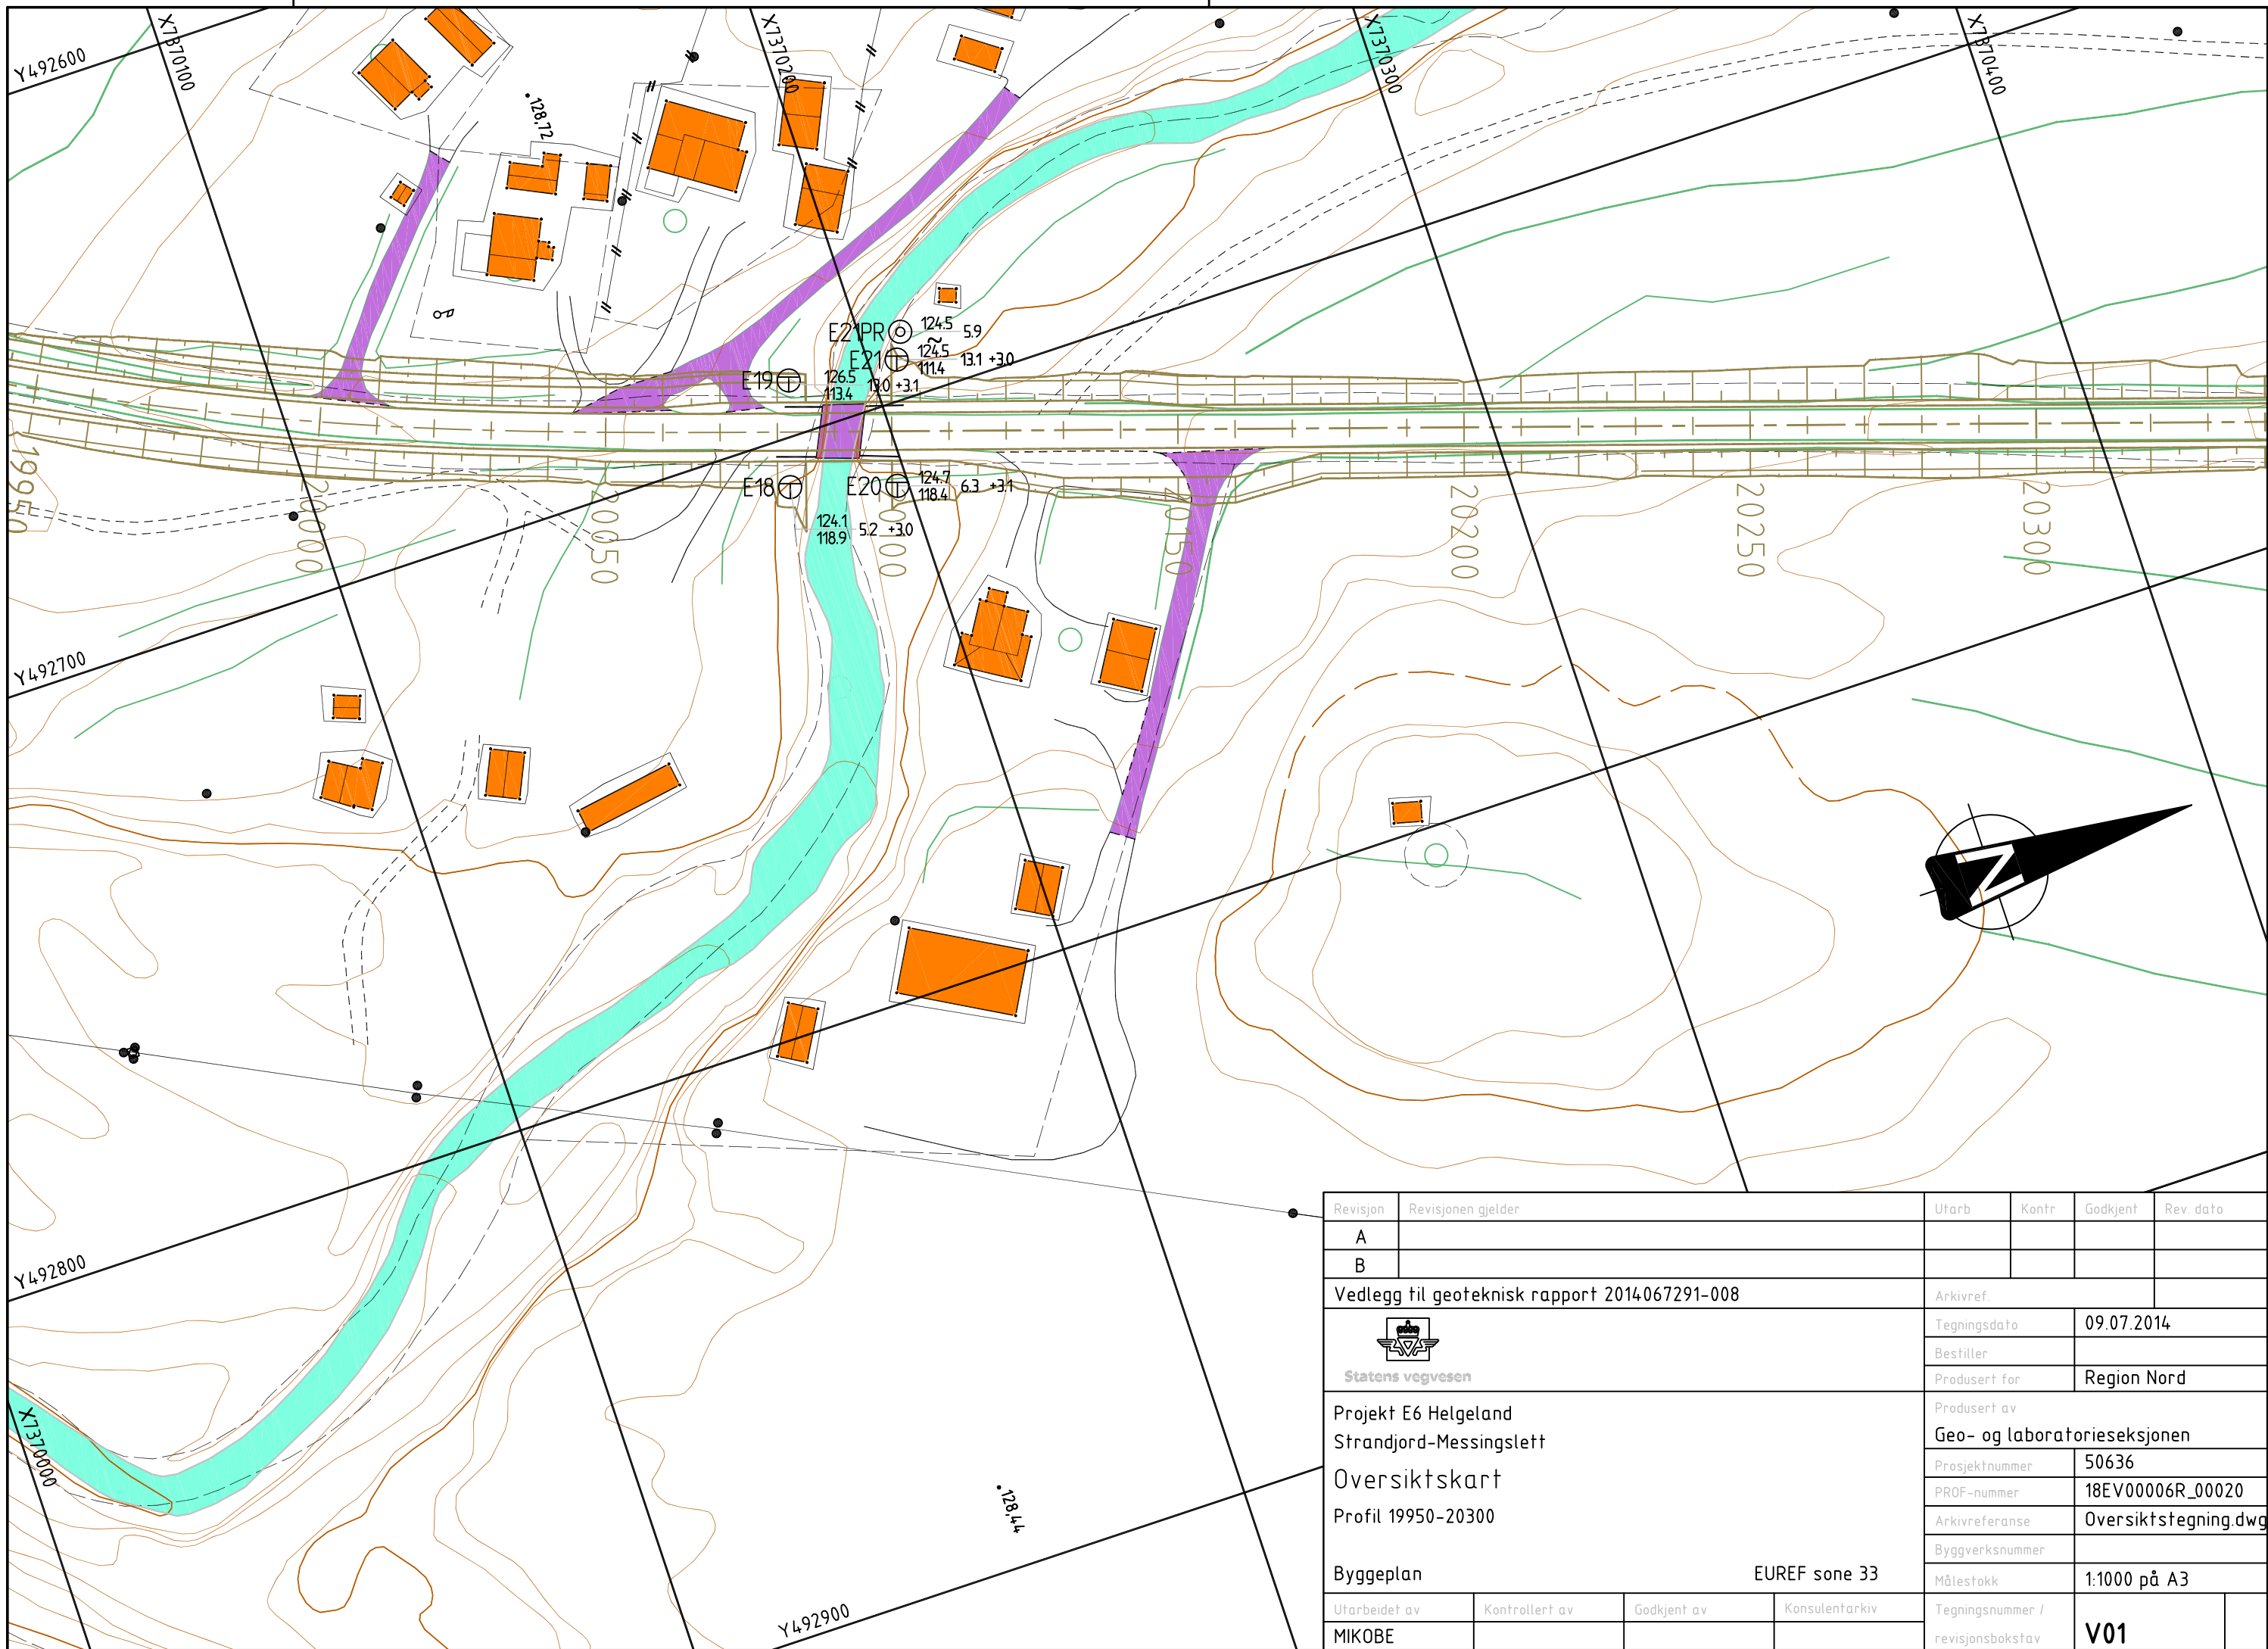 Y492600
X7370100
X7370200
X7370300
X7370400
128,72
E21PR 124.5 5.9
~
E21 124.5 13.1 +3.0
111.4
E19 126.5 13.0 +3.1
113.4
E18
124.1 5.2 +3.0
118.9
E20 124.7 6.3 +3.1
118.4
19950
20000
20050
20200
20250
20300
Y492700
Y492800
Y492900
X7370000
128,44
N
Revisjon Revisjonen gjelder Utarb Kontr Godkjent Rev. dato
A
B
Vedlegg til geoteknisk rapport 2014067291-008
Arkivref.
Statens vegvesen
Tegningsdato 09.07.2014
Bestiller
Produsert for Region Nord
Projekt E6 Helgeland
Strandjord-Messingslett
Oversiktskart
Profil 19950-20300
Byggeplan EUREF sone 33
Produsert av
Geo- og laboratorieseksjonen
Prosjektnummer 50636
PROF-nummer 18EV00006R_00020
Arkivreferanse Oversiktstegning.dwg
Byggverksnummer
Målestokk 1:1000 på A3
Utarbeidet av Kontrollert av Godkjent av Konsulentarkiv
MIKOBE
Tegningsnummer /
revisjonsbokstav V01